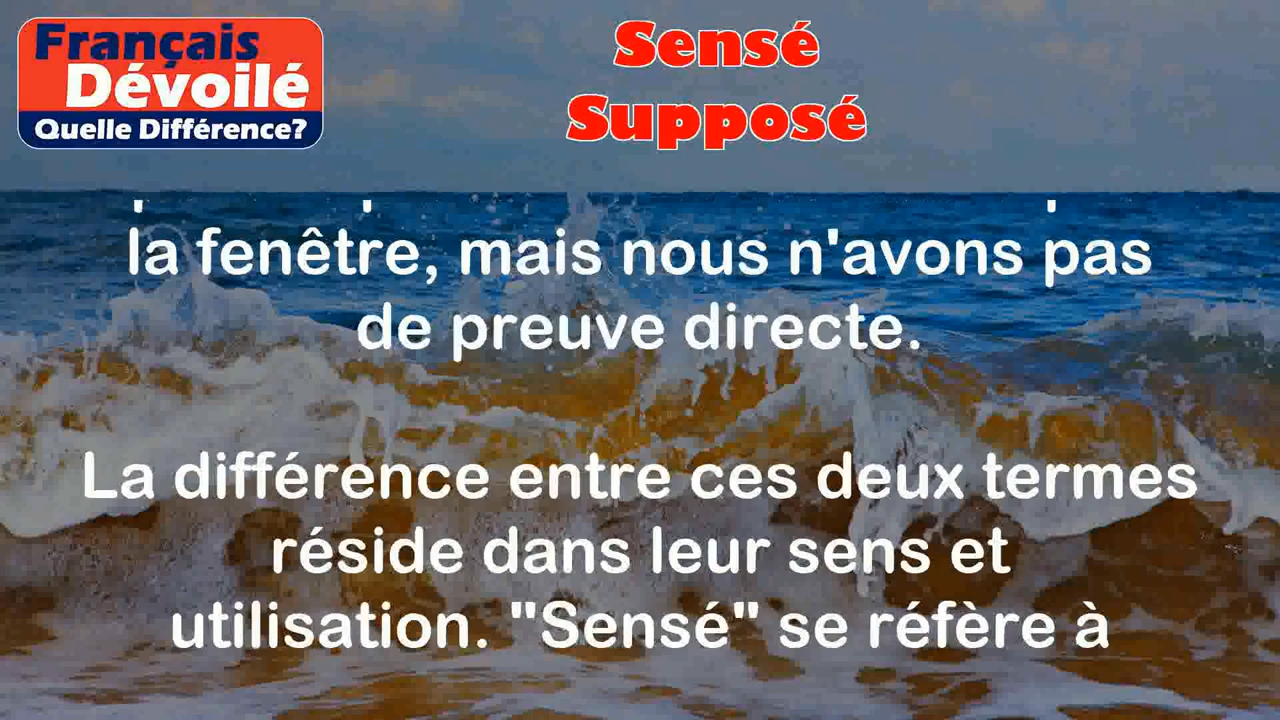 Français
Dévoilé
Quelle Différence?
Sensé
Supposé
la fenêtre, mais nous n'avons pas
de preuve directe.
La différence entre ces deux termes
réside dans leur sens et
utilisation. "Sensé" se réfère à